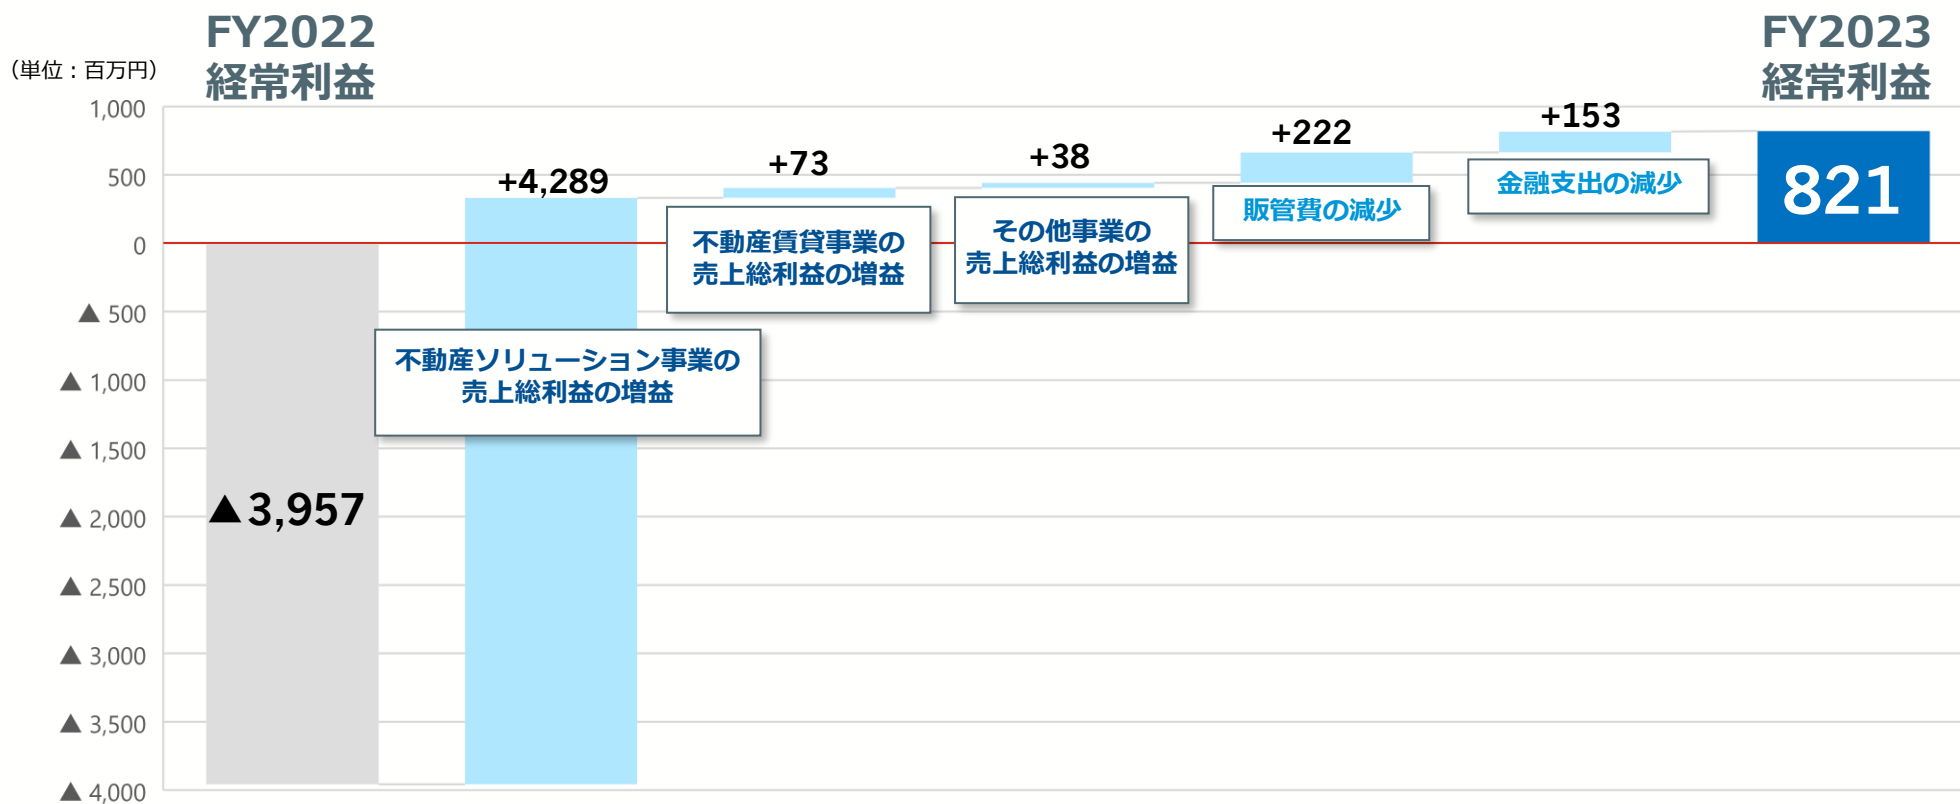 FY2022
経常利益
(単位：百万円)
FY2023
経常利益
1,000
500
0
▲ 500
▲ 1,000
▲ 1,500
▲ 2,000
▲ 2,500
▲ 3,000
▲ 3,500
▲ 4,000
▲3,957
+4,289
不動産ソリューション事業の
売上総利益の増益
+73
不動産賃貸事業の
売上総利益の増益
+38
その他事業の
売上総利益の増益
+222
販管費の減少
+153
金融支出の減少
821